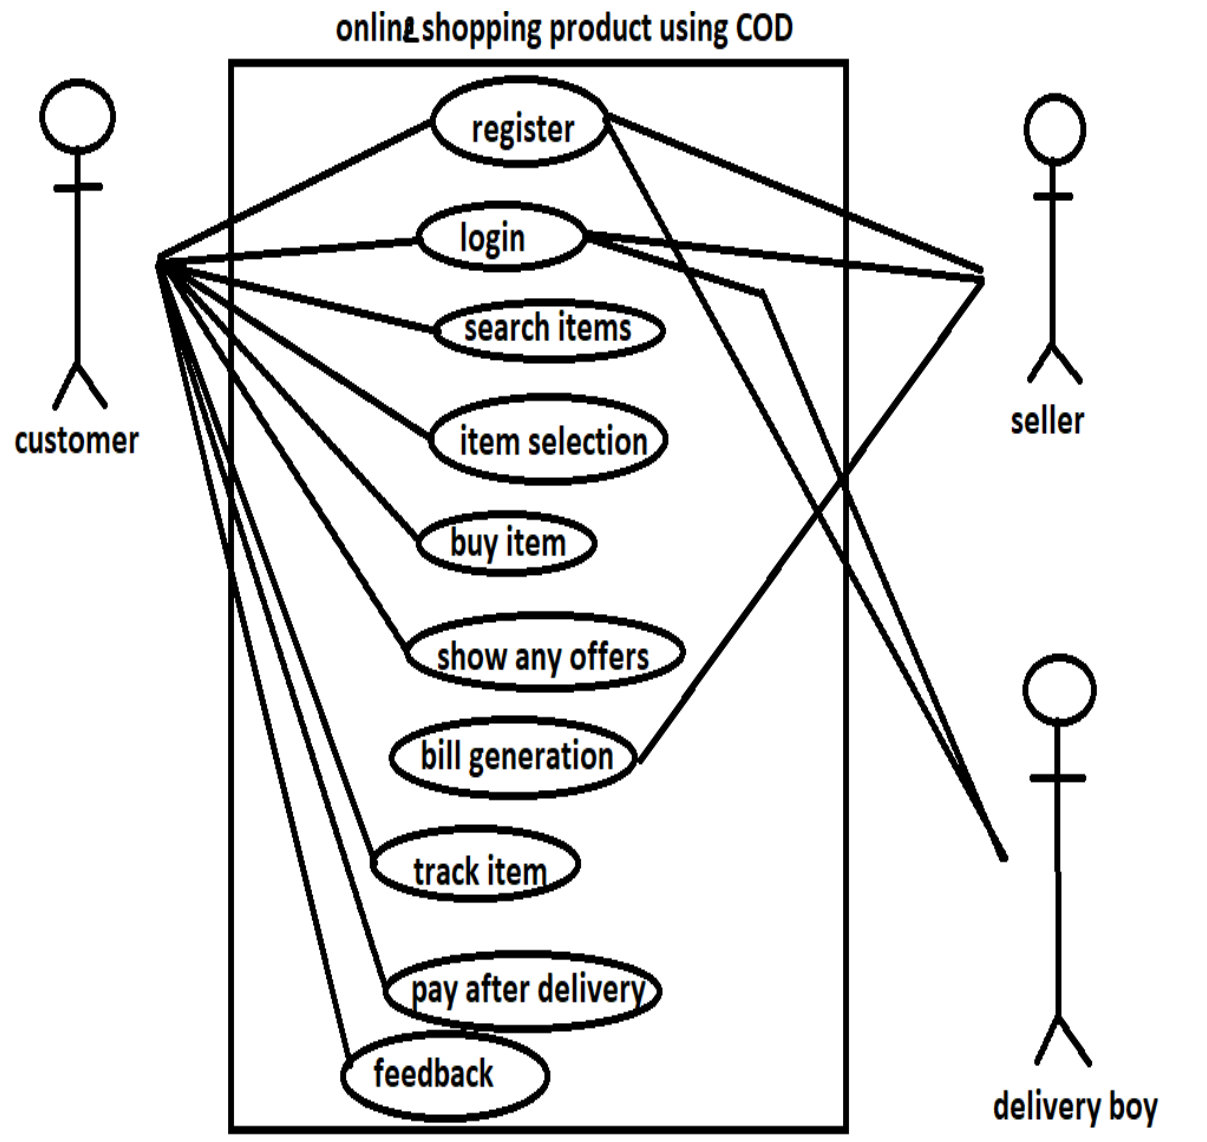 online shopping product using COD
register
login
search items
item selection
buy item
show any offers
bill generation
track item
pay after delivery
feedback
customer
seller
delivery boy